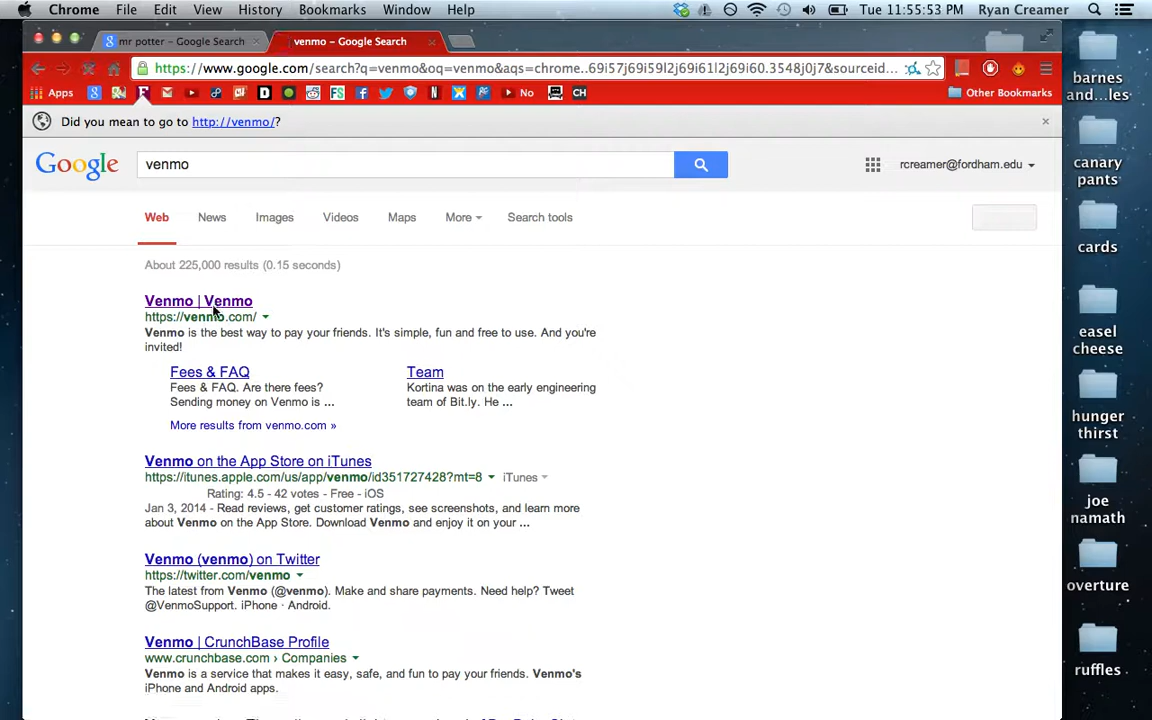 Chrome File Edit View History Bookmarks Window Help Tue 11:55:53 PM Ryan Creamer
mr potter – Google Search venmo – Google Search
https://www.google.com/search?q=venmo&oq=venmo&aqs=chrome..69i57j69i59l2j69i61l2j69i60.3548j0j7&sourceid...
Apps No Other Bookmarks
Did you mean to go to http://venmo/?
Google venmo rcreamer@fordham.edu
Web News Images Videos Maps More Search tools
About 225,000 results (0.15 seconds)
Venmo | Venmo
https://venmo.com/
Venmo is the best way to pay your friends. It's simple, fun and free to use. And you're
invited!
Fees & FAQ
Fees & FAQ. Are there fees?
Sending money on Venmo is ...
Team
Kortina was on the early engineering
team of Bit.ly. He ...
More results from venmo.com »
Venmo on the App Store on iTunes
https://itunes.apple.com/us/app/venmo/id351727428?mt=8 iTunes
Rating: 4.5 - 42 votes - Free - iOS
Jan 3, 2014 - Read reviews, get customer ratings, see screenshots, and learn more
about Venmo on the App Store. Download Venmo and enjoy it on your ...
Venmo (venmo) on Twitter
https://twitter.com/venmo
The latest from Venmo (@venmo). Make and share payments. Need help? Tweet
@VenmoSupport. iPhone · Android.
Venmo | CrunchBase Profile
www.crunchbase.com › Companies
Venmo is a service that makes it easy, safe, and fun to pay your friends. Venmo's
iPhone and Android apps.
barnes
and...les
canary
pants
cards
easel
cheese
hunger
thirst
joe
namath
overture
ruffles